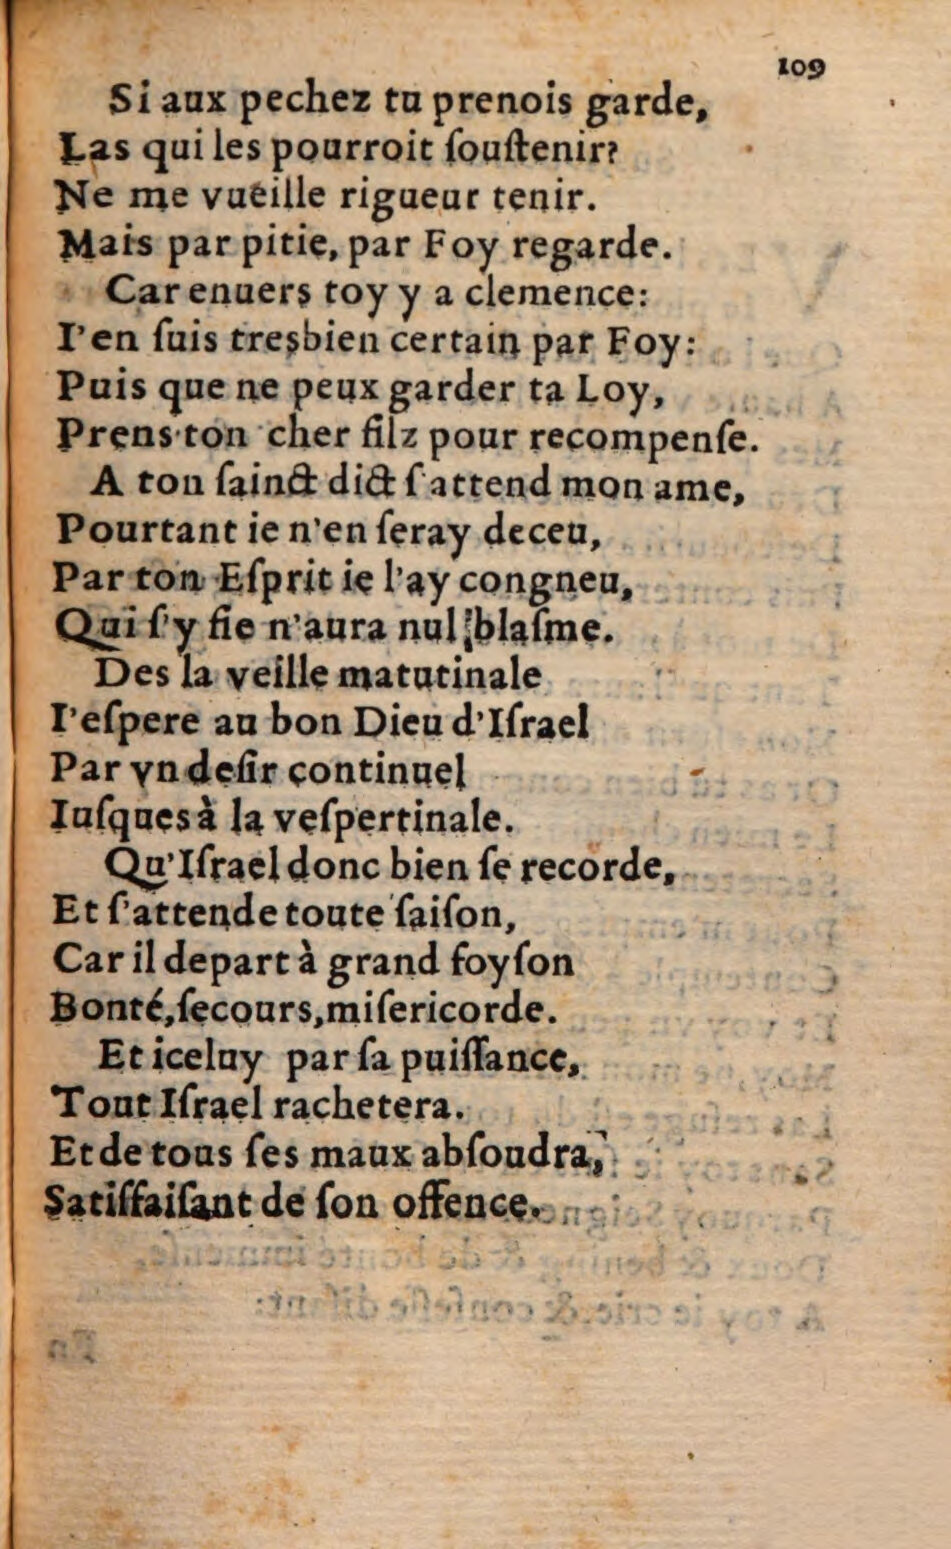 109
Si aux pechez tu prenois garde,
Las qui les pourroit ſouſtenir?
Ne me vueille rigueur tenir.
Mais par pitie, par Foy regarde.
Car enuers toy y a clemence:
I'en ſuis treſbien certain par Foy:
Puis que ne peux garder ta Loy,
Prens ton cher filz pour recompenſe.
A ton ſainct dict ſ'attend mon ame,
Pourtant ie n'en ſeray deceu,
Par ton Eſprit ie l'ay congneu,
Qui ſ'y fie n'aura nul blaſme.
Des la veille matutinale
I'eſpere au bon Dieu d'Iſrael
Par vn deſir continuel
Iuſques à la veſpertinale.
Qu'Iſrael donc bien ſe recorde,
Et ſ'attende toute ſaiſon,
Car il depart à grand foyſon
Bonté, ſecours, miſericorde.
Et iceluy par ſa puiſſance,
Tout Iſrael rachetera.
Et de tous ſes maux abſoudra,
Satiſfaiſant de ſon offence.